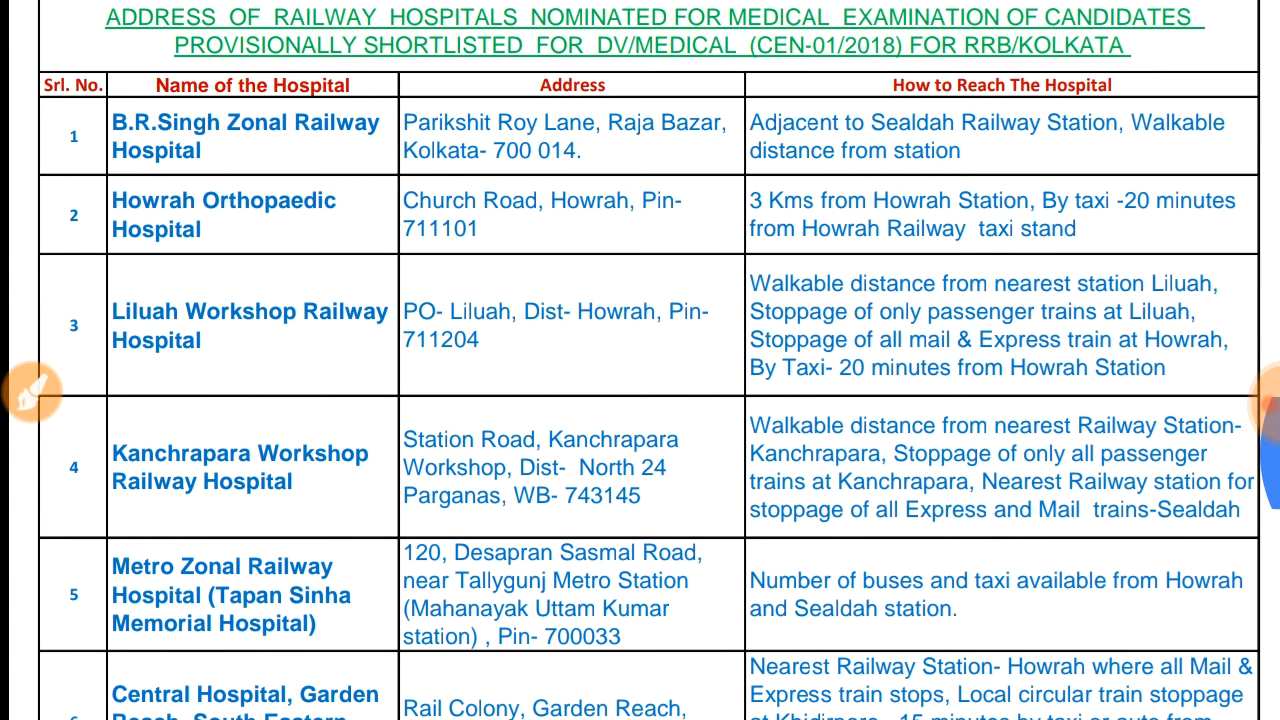 ADDRESS OF RAILWAY HOSPITALS NOMINATED FOR MEDICAL EXAMINATION OF CANDIDATES
PROVISIONALLY SHORTLISTED FOR DV/MEDICAL (CEN-01/2018) FOR RRB/KOLKATA
Srl. No. Name of the Hospital Address How to Reach The Hospital
1
B.R.Singh Zonal Railway
Hospital
Parikshit Roy Lane, Raja Bazar,
Kolkata- 700 014.
Adjacent to Sealdah Railway Station, Walkable
distance from station
2
Howrah Orthopaedic
Hospital
Church Road, Howrah, Pin-
711101
3 Kms from Howrah Station, By taxi -20 minutes
from Howrah Railway taxi stand
3
Liluah Workshop Railway
Hospital
PO- Liluah, Dist- Howrah, Pin-
711204
Walkable distance from nearest station Liluah,
Stoppage of only passenger trains at Liluah,
Stoppage of all mail & Express train at Howrah,
By Taxi- 20 minutes from Howrah Station
4
Kanchrapara Workshop
Railway Hospital
Station Road, Kanchrapara
Workshop, Dist- North 24
Parganas, WB- 743145
Walkable distance from nearest Railway Station-
Kanchrapara, Stoppage of only all passenger
trains at Kanchrapara, Nearest Railway station for
stoppage of all Express and Mail trains-Sealdah
5
Metro Zonal Railway
Hospital (Tapan Sinha
Memorial Hospital)
120, Desapran Sasmal Road,
near Tallygunj Metro Station
(Mahanayak Uttam Kumar
station) , Pin- 700033
Number of buses and taxi available from Howrah
and Sealdah station.
Central Hospital, Garden
Reach, South Eastern
Rail Colony, Garden Reach,
Nearest Railway Station- Howrah where all Mail &
Express train stops, Local circular train stoppage